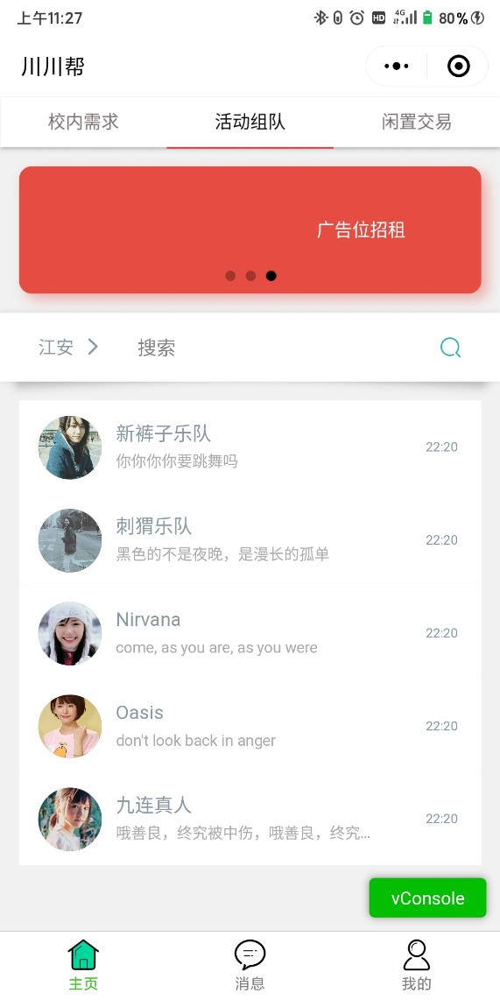 上午11:27
HD 4G 80%
川川帮
校内需求 活动组队 闲置交易
广告位招租
江安 搜索
新裤子乐队
你你你你要跳舞吗
22:20
刺猬乐队
黑色的不是夜晚，是漫长的孤单
22:20
Nirvana
come, as you are, as you were
22:20
Oasis
don't look back in anger
22:20
九连真人
哦善良，终究被中伤，哦善良，终究...
22:20
vConsole
主页 消息 我的